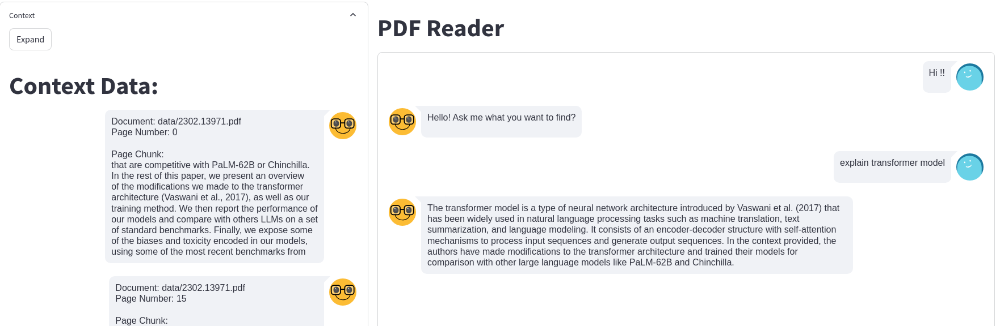 Context
Expand
Context Data:
Document: data/2302.13971.pdf
Page Number: 0
Page Chunk:
that are competitive with PaLM-62B or Chinchilla.
In the rest of this paper, we present an overview
of the modifications we made to the transformer
architecture (Vaswani et al., 2017), as well as our
training method. We then report the performance of
our models and compare with others LLMs on a set
of standard benchmarks. Finally, we expose some
of the biases and toxicity encoded in our models,
using some of the most recent benchmarks from
Document: data/2302.13971.pdf
Page Number: 15
Page Chunk:
PDF Reader
Hi !!
Hello! Ask me what you want to find?
explain transformer model
The transformer model is a type of neural network architecture introduced by Vaswani et al. (2017) that
has been widely used in natural language processing tasks such as machine translation, text
summarization, and language modeling. It consists of an encoder-decoder structure with self-attention
mechanisms to process input sequences and generate output sequences. In the context provided, the
authors have made modifications to the transformer architecture and trained their models for
comparison with other large language models like PaLM-62B and Chinchilla.